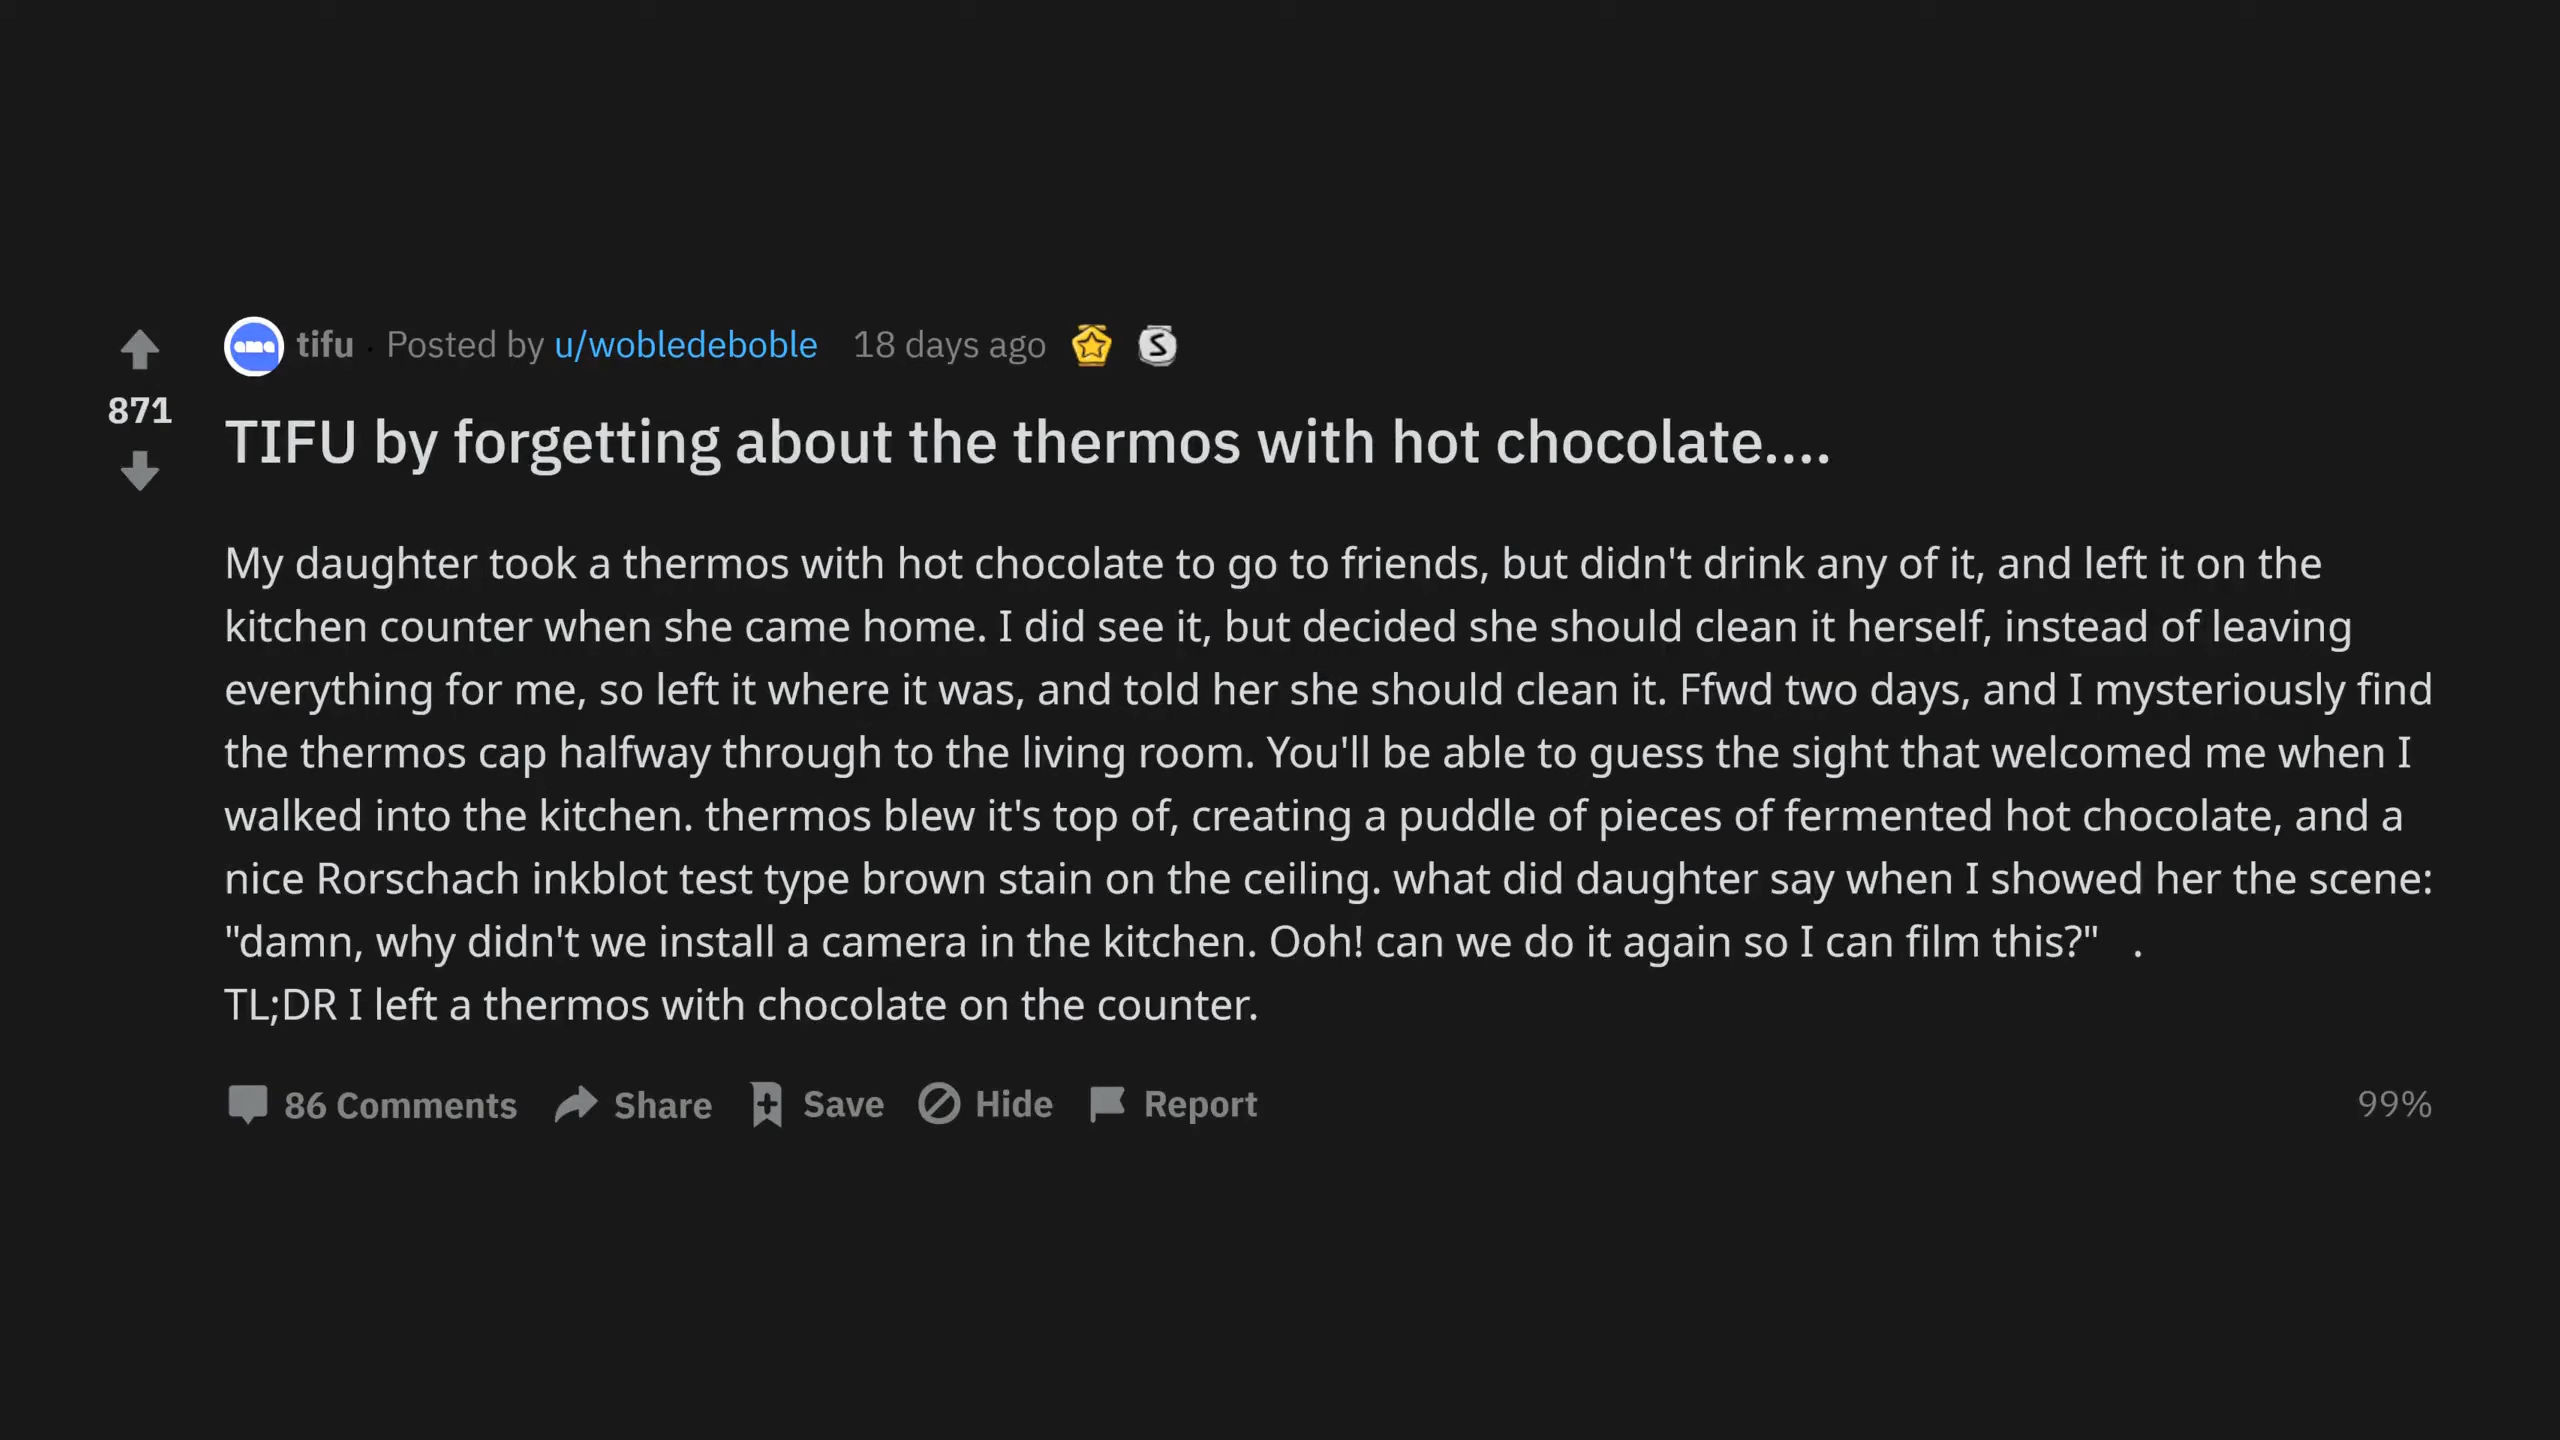 tifu · Posted by u/wobledeboble 18 days ago
871
TIFU by forgetting about the thermos with hot chocolate....
My daughter took a thermos with hot chocolate to go to friends, but didn't drink any of it, and left it on the
kitchen counter when she came home. I did see it, but decided she should clean it herself, instead of leaving
everything for me, so left it where it was, and told her she should clean it. Ffwd two days, and I mysteriously find
the thermos cap halfway through to the living room. You'll be able to guess the sight that welcomed me when I
walked into the kitchen. thermos blew it's top of, creating a puddle of pieces of fermented hot chocolate, and a
nice Rorschach inkblot test type brown stain on the ceiling. what did daughter say when I showed her the scene:
"damn, why didn't we install a camera in the kitchen. Ooh! can we do it again so I can film this?" .
TL;DR I left a thermos with chocolate on the counter.
86 Comments Share Save Hide Report 99%